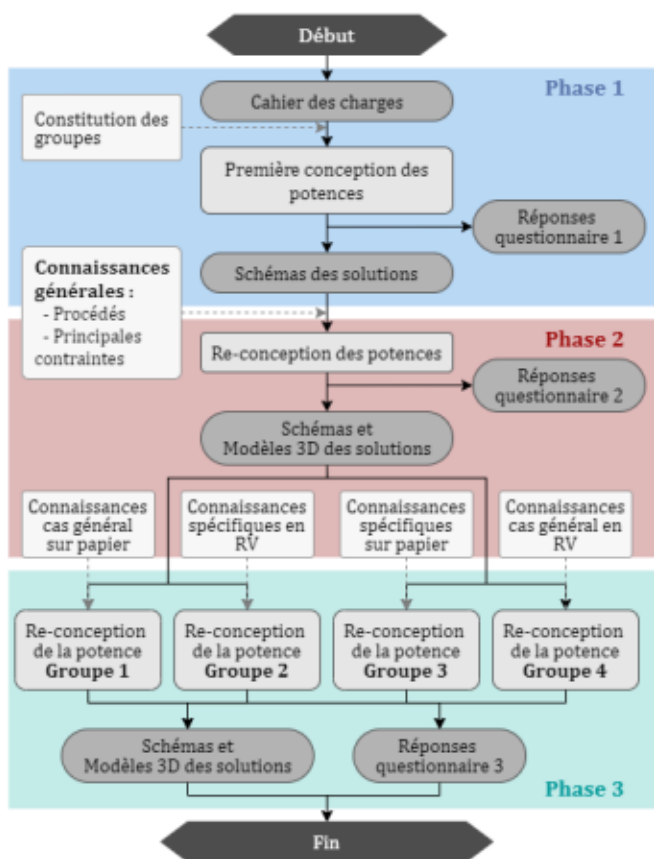 Début
Phase 1
Cahier des charges
Constitution des
groupes
Première conception des
potences
Réponses
questionnaire 1
Connaissances
générales :
- Procédés
- Principales
contraintes
Schémas des solutions
Phase 2
Re-conception des potences
Réponses
questionnaire 2
Schémas et
Modèles 3D des solutions
Connaissances
cas général
sur papier
Connaissances
spécifiques en
RV
Connaissances
spécifiques
sur papier
Connaissances
cas général en
RV
Re-conception
de la potence
Groupe 1
Re-conception
de la potence
Groupe 2
Re-conception
de la potence
Groupe 3
Re-conception
de la potence
Groupe 4
Schémas et
Modèles 3D des solutions
Réponses
questionnaire 3
Phase 3
Fin